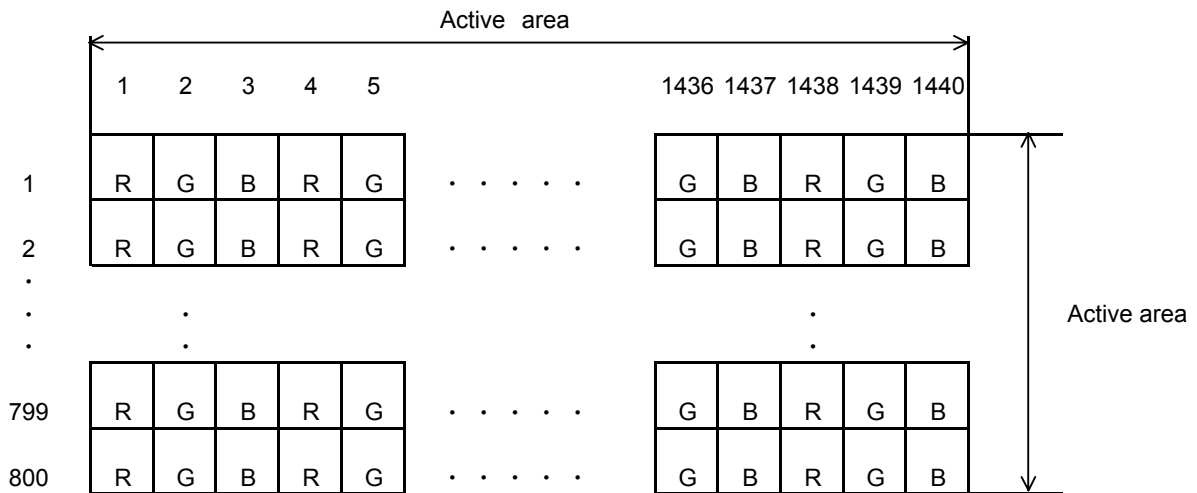 Active area
1 2 3 4 5 1436 1437 1438 1439 1440
1 R G B R G ・・・・・ G B R G B
2 R G B R G ・・・・・ G B R G B
・
・ ・ ・ Active area
・ ・ ・
799 R G B R G ・・・・・ G B R G B
800 R G B R G ・・・・・ G B R G B